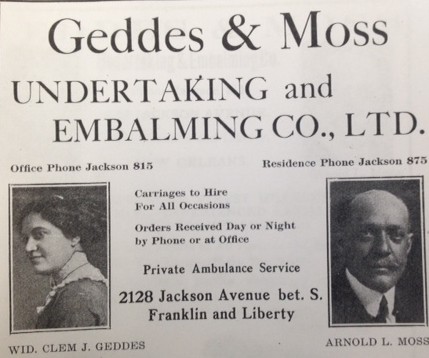 Geddes & Moss
UNDERTAKING and
EMBALMING CO., LTD.
Office Phone Jackson 815
Residence Phone Jackson 875
Carriages to Hire
For All Occasions
Orders Received Day or Night
by Phone or at Office
Private Ambulance Service
2128 Jackson Avenue bet. S.
Franklin and Liberty
WID. CLEM J. GEDDES
ARNOLD L. MOSS